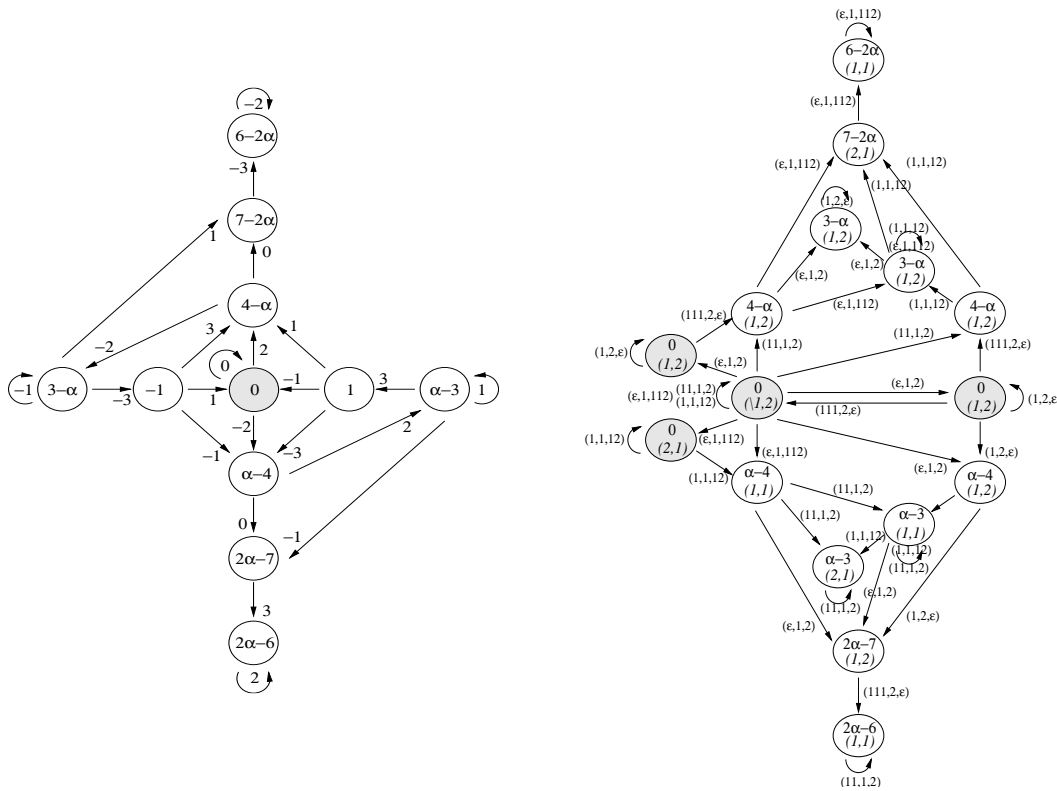 −2
6−2α
−3
7−2α
1
0
4−α
−2
3
1
2
0
−1
3−α
−3
−1
1
0
−1
1
3
α−3
1
−2
−1
−3
2
α−4
0
−1
2α−7
3
2α−6
2
(ε,1,112)
6−2α
(1,1)
(ε,1,112)
7−2α
(2,1)
(ε,1,112)
(1,1,12)
(1,1,12)
(1,2,ε)
3−α
(1,2)
(1,1,12)
(ε,1,112)
(ε,1,2)
3−α
(1,2)
(ε,1,2)
(ε,1,112)
(1,1,12)
4−α
(1,2)
4−α
(1,2)
(111,2,ε)
(11,1,2)
(11,1,2)
(111,2,ε)
(1,2,ε)
0
(1,2)
(ε,1,2)
(ε,1,112)
(11,1,2)
(1,1,12)
0
(\1,2)
(ε,1,2)
(111,2,ε)
0
(1,2)
(1,2,ε
(1,1,12)
0
(2,1)
(ε,1,112)
(ε,1,112)
(1,1,12)
(ε,1,2)
(1,2,ε)
α−4
(1,1)
α−4
(1,2)
(11,1,2)
(11,1,2)
α−3
(1,1)
(1,1,12)
(1,1,12)
(11,1,2)
α−3
(2,1)
(11,1,2)
(ε,1,2)
(ε,1,2)
(1,2,ε)
2α−7
(1,2)
(111,2,ε)
2α−6
(1,1)
(11,1,2)